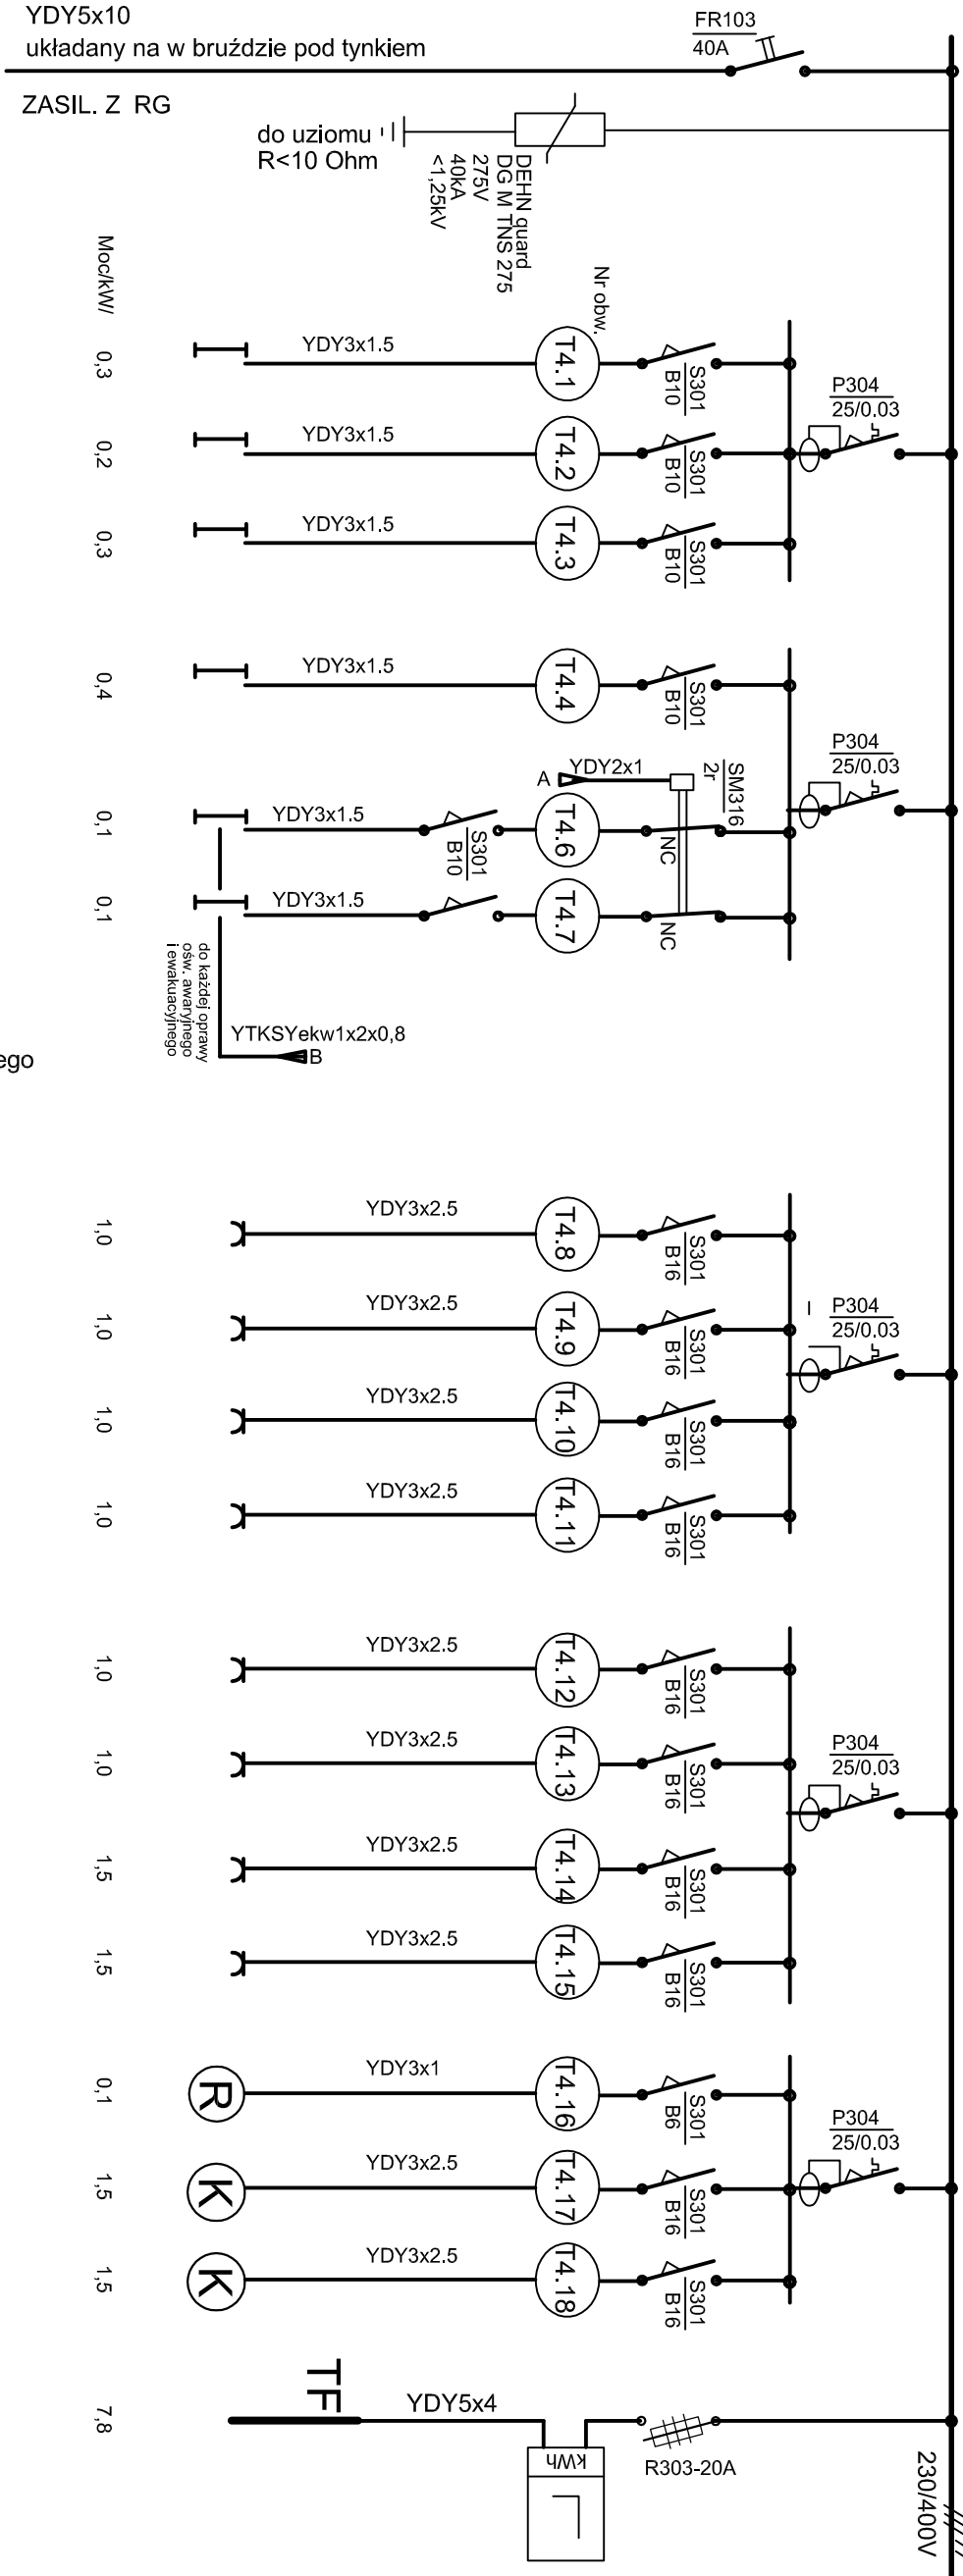 YDY5x10
układany na w bruździe pod tynkiem
FR103
40A
ZASIL. Z RG
do uziomu
R<10 Ohm
DEHN quard
DG M TNS 275
275V
40kA
<1,25kV
Moc/kW/
Nr obw.
0,3
YDY3x1.5
T4.1
S301
B10
P304
25/0.03
0,2
YDY3x1.5
T4.2
S301
B10
0,3
YDY3x1.5
T4.3
S301
B10
0,4
YDY3x1.5
T4.4
S301
B10
P304
25/0.03
A
YDY2x1
SM316
2r
0,1
YDY3x1.5
S301
B10
T4.6
NC
0,1
YDY3x1.5
T4.7
NC
do każdej oprawy
ośw. awaryjnego
i ewakuacyjnego
YTKSYekw1x2x0,8
B
ego
1,0
YDY3x2.5
T4.8
S301
B16
1,0
YDY3x2.5
T4.9
S301
B16
P304
25/0.03
1,0
YDY3x2.5
T4.10
S301
B16
1,0
YDY3x2.5
T4.11
S301
B16
1,0
YDY3x2.5
T4.12
S301
B16
1,0
YDY3x2.5
T4.13
S301
B16
P304
25/0.03
1,5
YDY3x2.5
T4.14
S301
B16
1,5
YDY3x2.5
T4.15
S301
B16
0,1
R
YDY3x1
T4.16
S301
B6
P304
25/0.03
1,5
K
YDY3x2.5
T4.17
S301
B16
1,5
K
YDY3x2.5
T4.18
S301
B16
7,8
TF
YDY5x4
kWh
R303-20A
230/400V